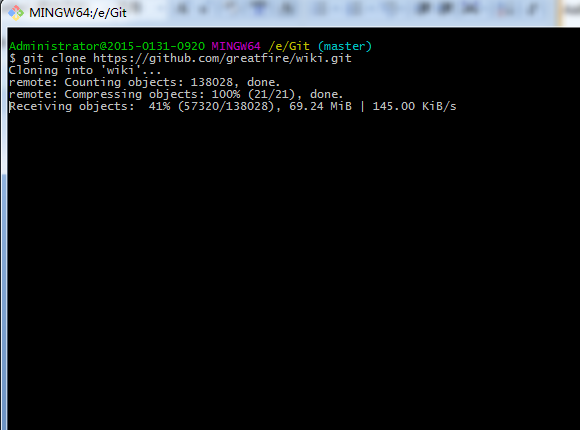 MINGW64:/e/Git
Administrator@2015-0131-0920 MINGW64 /e/Git (master)
$ git clone https://github.com/greatfire/wiki.git
Cloning into 'wiki'...
remote: Counting objects: 138028, done.
remote: Compressing objects: 100% (21/21), done.
Receiving objects:  41% (57320/138028), 69.24 MiB | 145.00 KiB/s